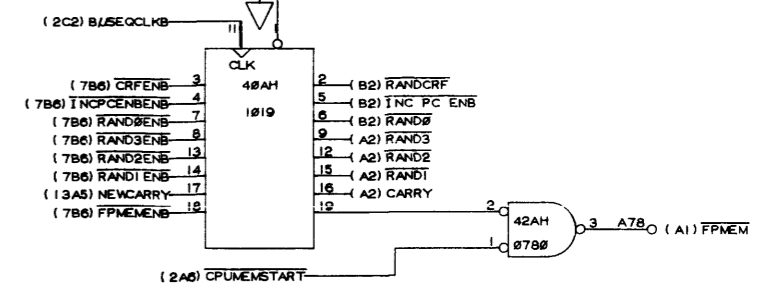 ( 2C2) BUSEQCLKB 11 1
CLK
( 7B6) CRFENB 3 40AH 2 ( B2) RANDCRF
( 7B6) INCPCENBENB 4 5 ( B2) INC PC ENB
( 7B6) RANDØENB 7 1019 6 ( B2) RANDØ
( 7B6) RAND3ENB 8 9 ( A2) RAND3
( 7B6) RAND2ENB 13 12 ( A2) RAND2
( 7B6) RAND1 ENB 14 15 ( A2) RAND1
( 13A5) NEWCARRY 17 16 ( A2) CARRY
( 7B6) FPMEMENB 18 19 2
42AH 3 A78 ( A1) FPMEM
1 Ø78Ø
( 2A6) CPUMEMSTART